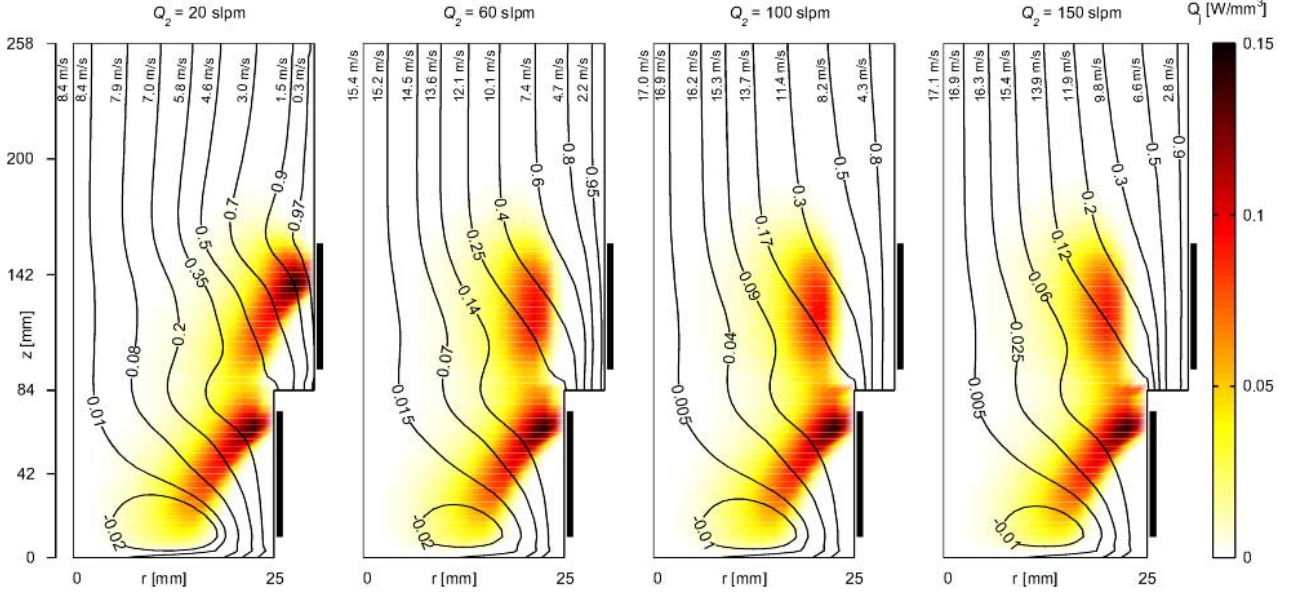 Q2 = 20 slpm
Q2 = 60 slpm
Q2 = 100 slpm
Q2 = 150 slpm
Qj [W/mm³]
258
200
142
z [mm]
84
42
0
8.4 m/s
8.4 m/s
7.9 m/s
7.0 m/s
5.8 m/s
4.6 m/s
3.0 m/s
1.5 m/s
0.3 m/s
0.9
0.97
0.7
0.5
0.35
0.2
0.08
0.01
-0.02
0
r [mm]
25
15.4 m/s
15.2 m/s
14.5 m/s
13.6 m/s
12.1 m/s
10.1 m/s
7.4 m/s
4.7 m/s
2.2 m/s
0.8
0.6
0.95
0.4
0.25
0.14
0.07
0.015
-0.02
0
r [mm]
25
17.0 m/s
16.9 m/s
16.2 m/s
15.3 m/s
13.7 m/s
11.4 m/s
8.2 m/s
4.3 m/s
0.8
0.5
0.3
0.17
0.09
0.04
0.005
-0.01
0
r [mm]
25
17.1 m/s
16.9 m/s
16.3 m/s
15.4 m/s
13.9 m/s
11.9 m/s
9.8 m/s
6.6 m/s
2.8 m/s
0.9
0.5
0.3
0.2
0.12
0.06
0.025
0.005
-0.01
0
r [mm]
25
0.15
0.1
0.05
0